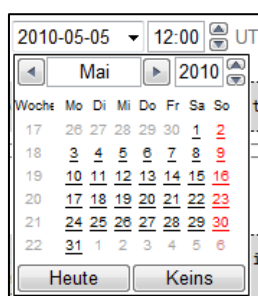 2010-05-05 12:00 UT
Mai 2010
Woche Mo Di Mi Do Fr Sa So
17 26 27 28 29 30 1 2
18 3 4 5 6 7 8 9
19 10 11 12 13 14 15 16
20 17 18 19 20 21 22 23
21 24 25 26 27 28 29 30
22 31 1 2 3 4 5 6
Heute Keins